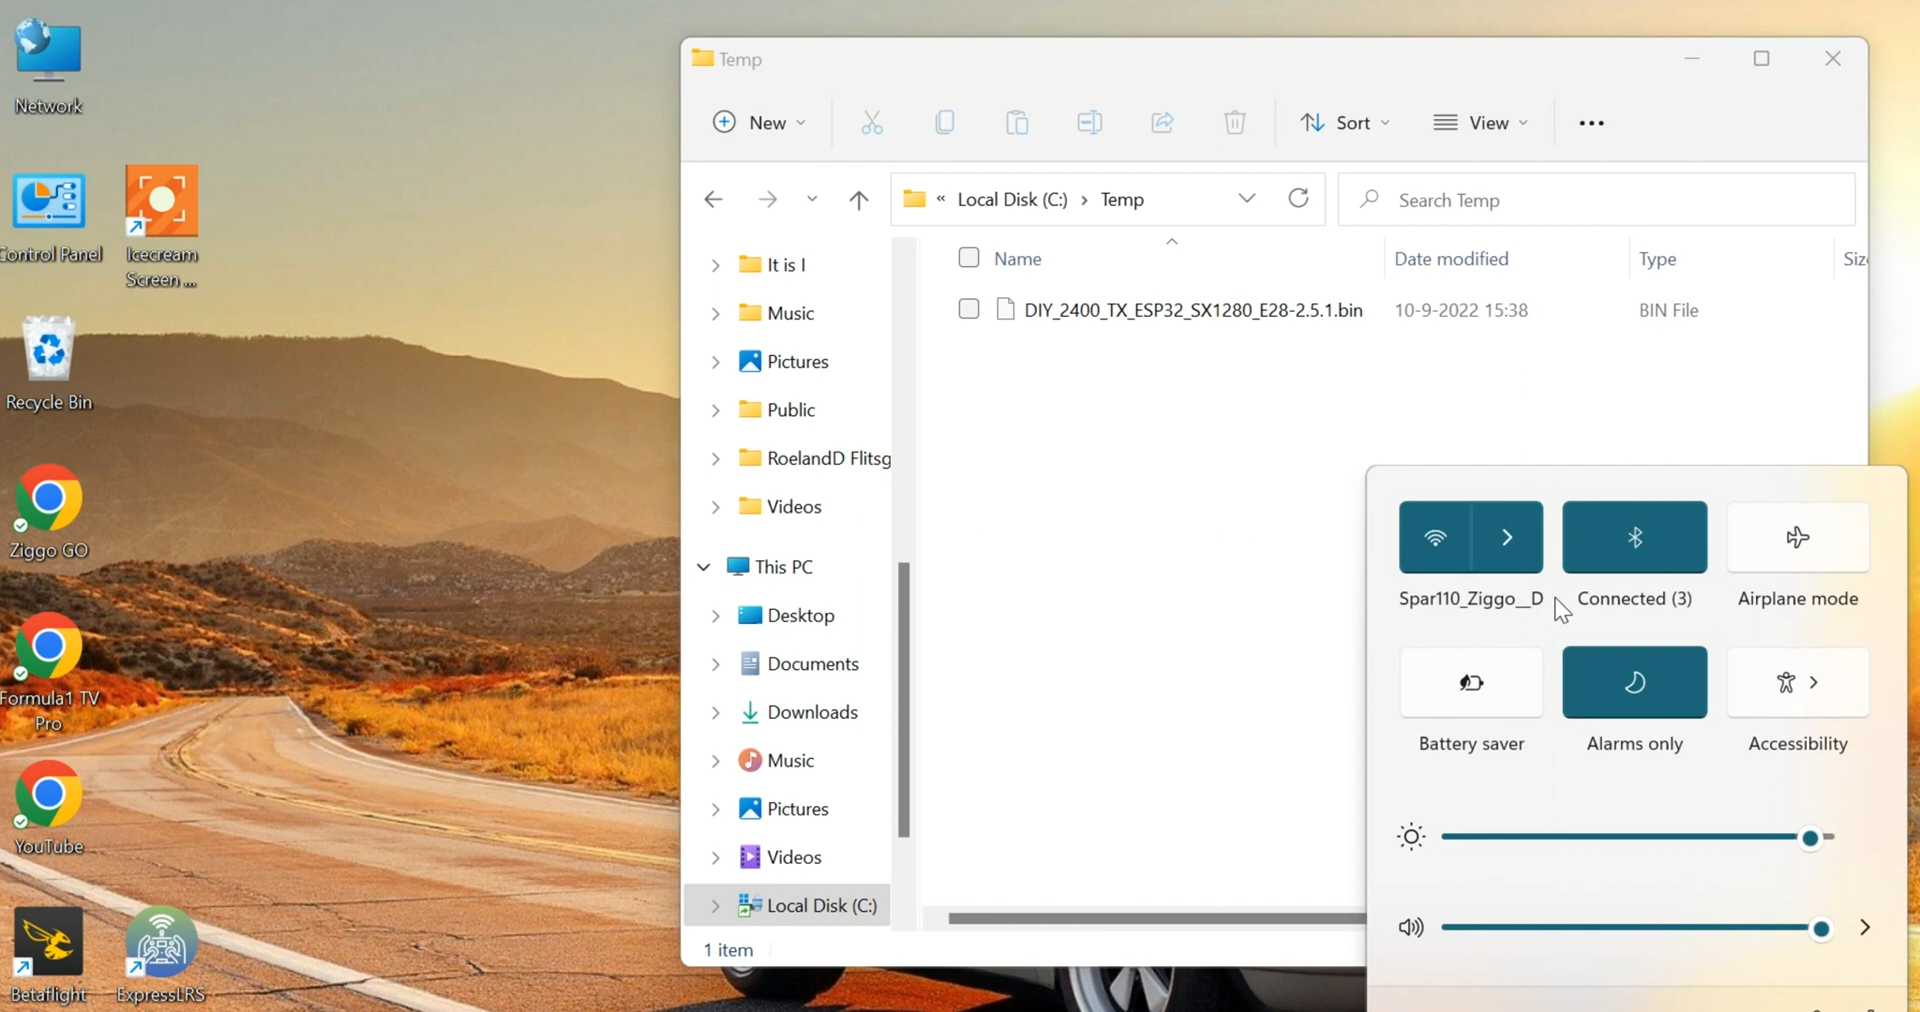 Network
Control Panel
Icecream
Screen ...
Recycle Bin
Ziggo GO
Formula1 TV
Pro
YouTube
Betaflight
ExpressLRS
Temp
New
Sort
View
« Local Disk (C:) › Temp
Search Temp
Name
Date modified
Type
Siz
DIY_2400_TX_ESP32_SX1280_E28-2.5.1.bin
10-9-2022 15:38
BIN File
It is I
Music
Pictures
Public
RoelandD Flitsg
Videos
This PC
Desktop
Documents
Downloads
Music
Pictures
Videos
Local Disk (C:)
1 item
Spar110_Ziggo__D
Connected (3)
Airplane mode
Battery saver
Alarms only
Accessibility